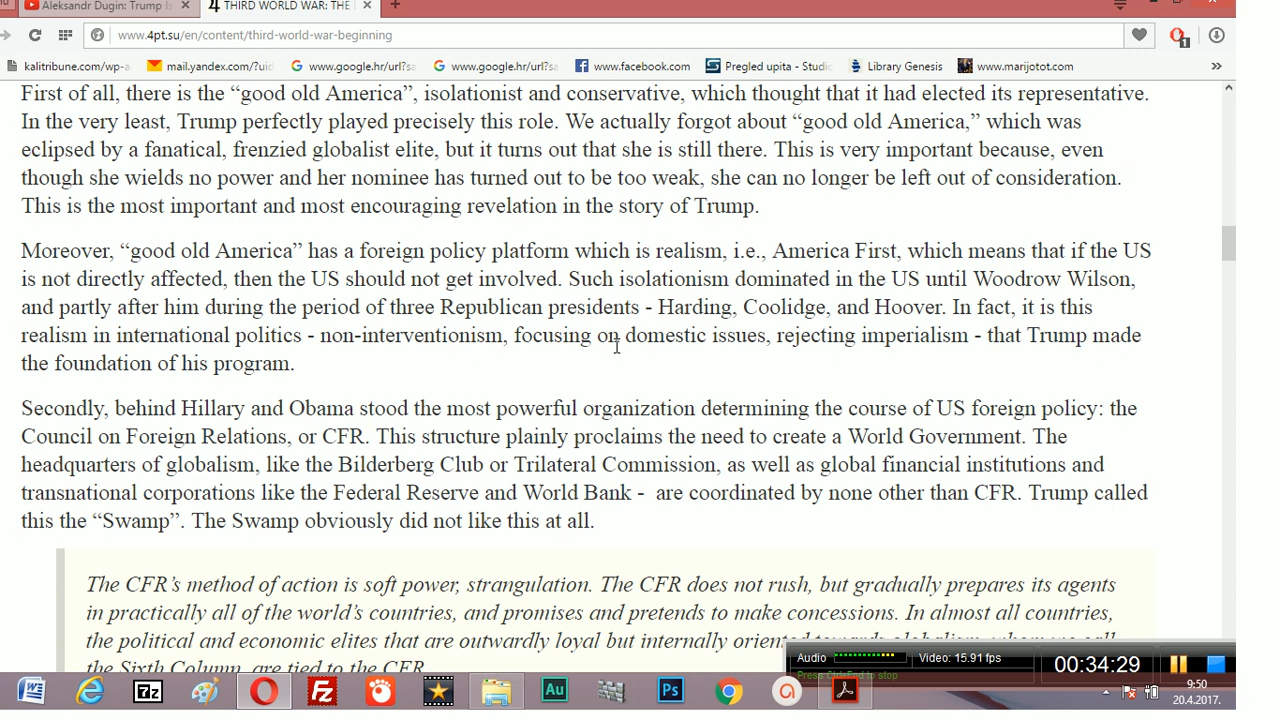 Aleksandr Dugin: Trump
THIRD WORLD WAR: THE
www.4pt.su/en/content/third-world-war-beginning
1
kalitribune.com/wp-a
mail.yandex.com/?uid
www.google.hr/url?sa
www.google.hr/url?sa
www.facebook.com
Pregled upita - Studi
Library Genesis
www.marijotot.com
First of all, there is the “good old America”, isolationist and conservative, which thought that it had elected its representative.
In the very least, Trump perfectly played precisely this role. We actually forgot about “good old America,” which was
eclipsed by a fanatical, frenzied globalist elite, but it turns out that she is still there. This is very important because, even
though she wields no power and her nominee has turned out to be too weak, she can no longer be left out of consideration.
This is the most important and most encouraging revelation in the story of Trump.
Moreover, “good old America” has a foreign policy platform which is realism, i.e., America First, which means that if the US
is not directly affected, then the US should not get involved. Such isolationism dominated in the US until Woodrow Wilson,
and partly after him during the period of three Republican presidents - Harding, Coolidge, and Hoover. In fact, it is this
realism in international politics - non-interventionism, focusing on domestic issues, rejecting imperialism - that Trump made
the foundation of his program.
Secondly, behind Hillary and Obama stood the most powerful organization determining the course of US foreign policy: the
Council on Foreign Relations, or CFR. This structure plainly proclaims the need to create a World Government. The
headquarters of globalism, like the Bilderberg Club or Trilateral Commission, as well as global financial institutions and
transnational corporations like the Federal Reserve and World Bank - are coordinated by none other than CFR. Trump called
this the “Swamp”. The Swamp obviously did not like this at all.
The CFR’s method of action is soft power, strangulation. The CFR does not rush, but gradually prepares its agents
in practically all of the world’s countries, and promises and pretends to make concessions. In almost all countries,
the political and economic elites that are outwardly loyal but internally
the Sixth Column, are tied to the CFR
Audio
Video: 15.91 fps
00:34:29
Press Ctrl+End to stop
7z
Au
Ps
9:50
20.4.2017.